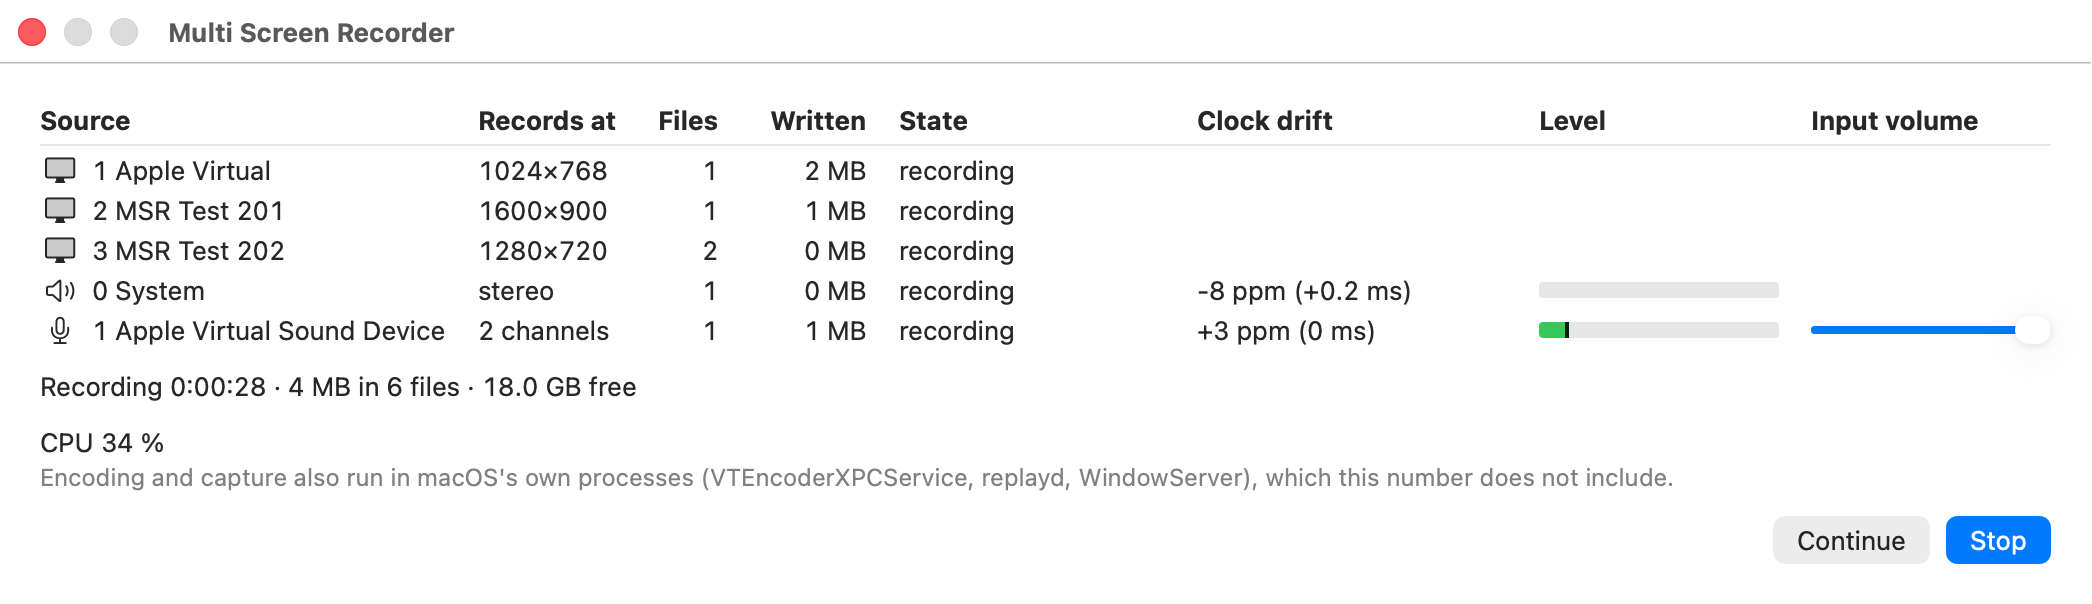 Multi Screen Recorder
Source Records at Files Written State Clock drift Level Input volume
1 Apple Virtual 1024×768 1 2 MB recording
2 MSR Test 201 1600×900 1 1 MB recording
3 MSR Test 202 1280×720 2 0 MB recording
0 System stereo 1 0 MB recording -8 ppm (+0.2 ms)
1 Apple Virtual Sound Device 2 channels 1 1 MB recording +3 ppm (0 ms)
Recording 0:00:28 · 4 MB in 6 files · 18.0 GB free
CPU 34 %
Encoding and capture also run in macOS's own processes (VTEncoderXPCService, replayd, WindowServer), which this number does not include.
Continue Stop